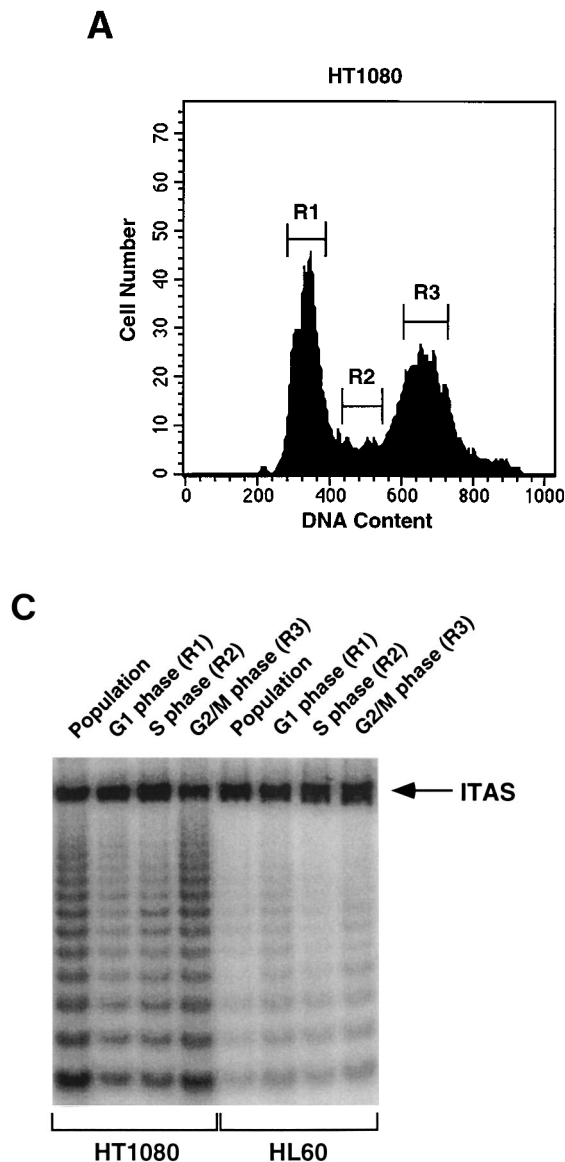 A
HT1080
70
60
50
40
30
20
10
0
Cell Number
R1
R2
R3
0 200 400 600 800 1000
DNA Content
C
Population
G1 phase (R1)
S phase (R2)
G2/M phase (R3)
Population
G1 phase (R1)
S phase (R2)
G2/M phase (R3)
ITAS
HT1080 HL60